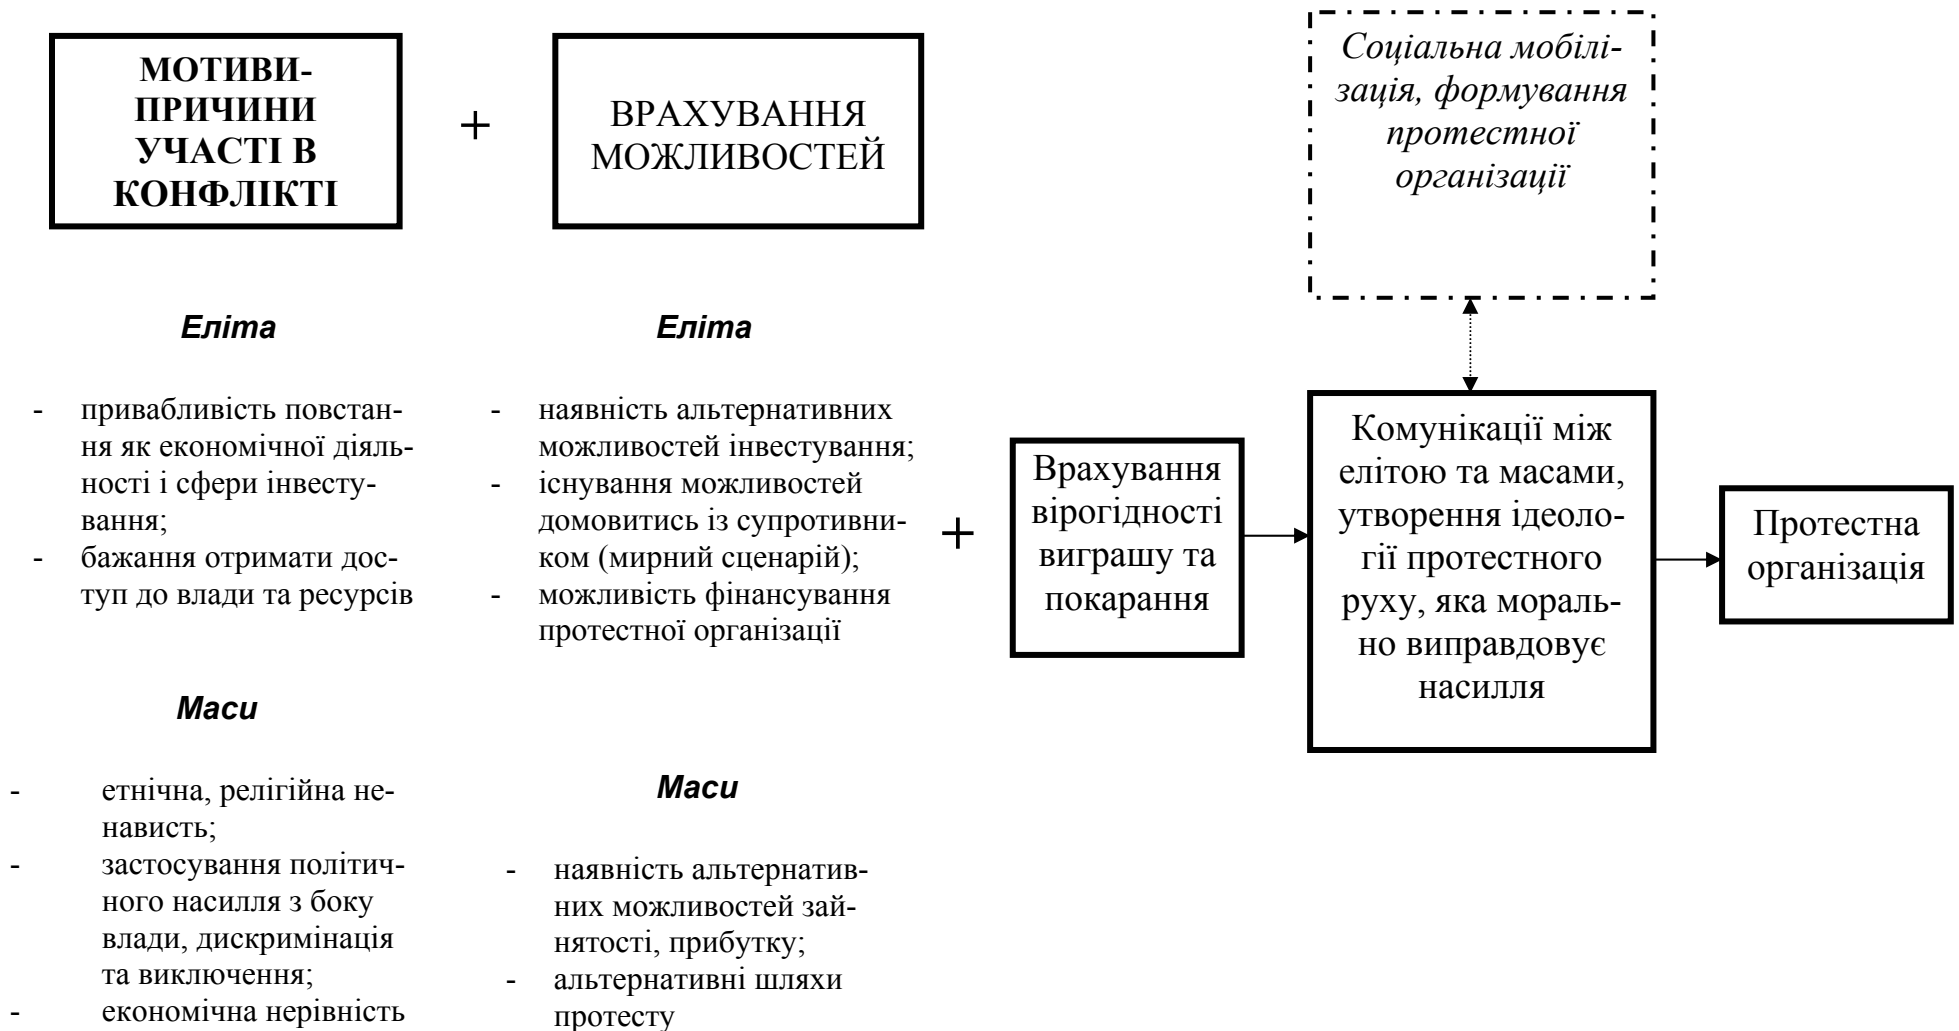 МОТИВИ-
ПРИЧИНИ
УЧАСТІ В
КОНФЛІКТІ
+
ВРАХУВАННЯ
МОЖЛИВОСТЕЙ
Соціальна мобілі-
зація, формування
протестної
організації
Еліта
- привабливість повстан-
ня як економічної діяль-
ності і сфери інвесту-
вання;
- бажання отримати дос-
туп до влади та ресурсів
Маси
- етнічна, релігійна не-
нависть;
- застосування політич-
ного насилля з боку
влади, дискримінація
та виключення;
- економічна нерівність
Еліта
- наявність альтернативних
можливостей інвестування;
- існування можливостей
домовитись із супротивни-
ком (мирний сценарій);
- можливість фінансування
протестної організації
Маси
- наявність альтернатив-
них можливостей зай-
нятості, прибутку;
- альтернативні шляхи
протесту
+
Врахування
вірогідності
виграшу та
покарання
Комунікації між
елітою та масами,
утворення ідеоло-
гії протестного
руху, яка мораль-
но виправдовує
насилля
Протестна
організація